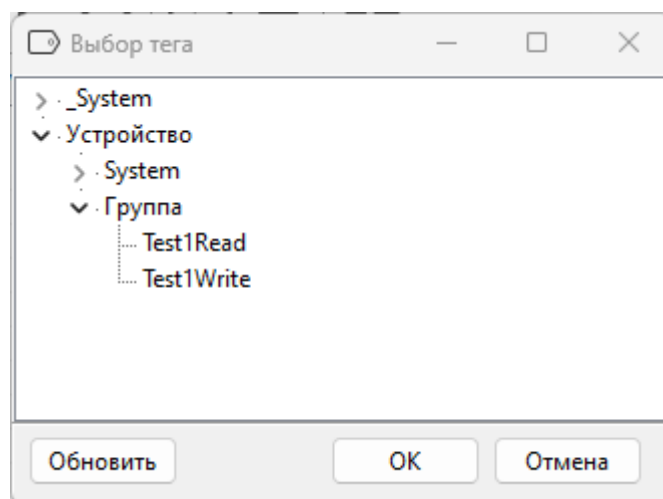 Выбор тега
_System
Устройство
System
Группа
Test1Read
Test1Write
Обновить
OK
Отмена